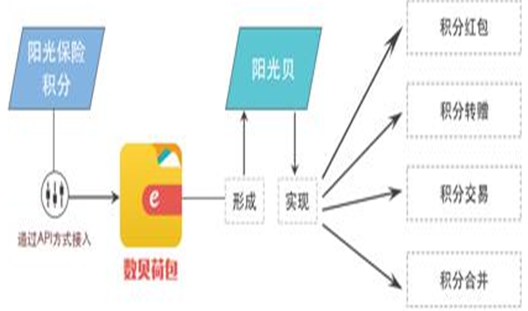 阳光保险
积分
通过API方式接入
e
数贝荷包
形成
阳光贝
实现
积分红包
积分转赠
积分交易
积分合并